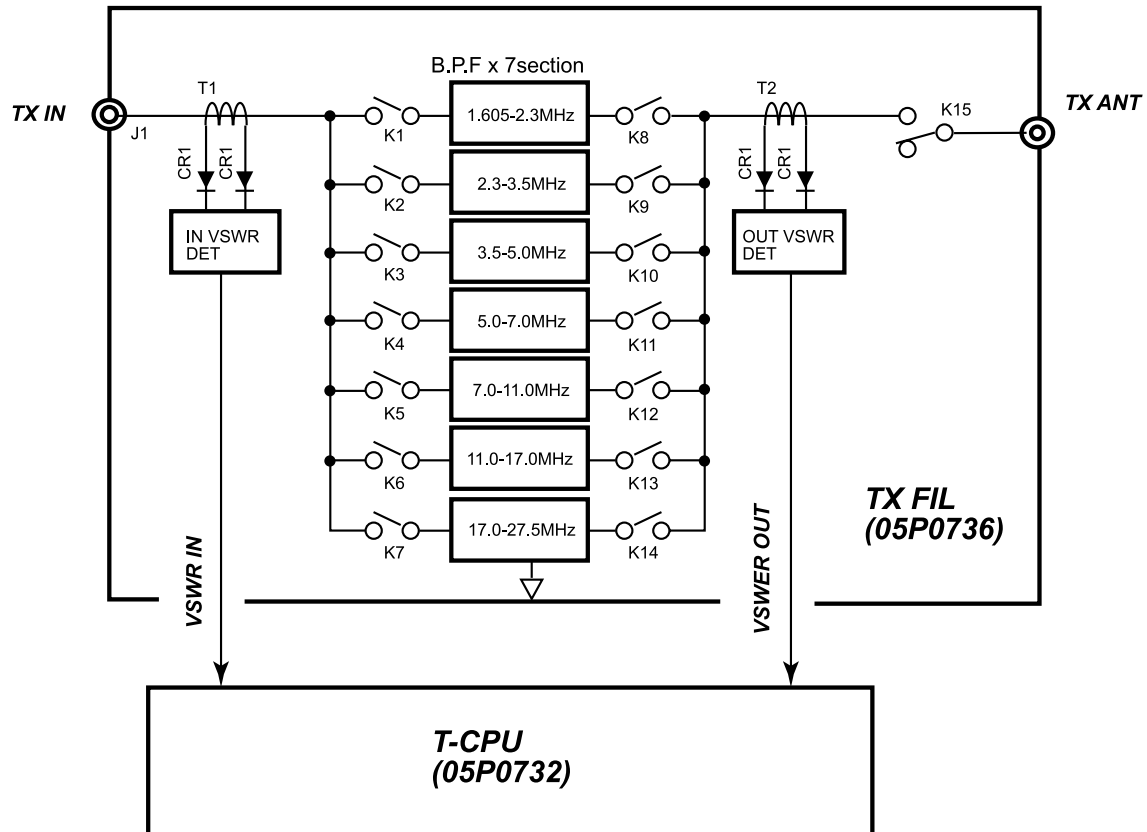 B.P.F x 7section
TX IN
J1
T1
CR1
CR1
IN VSWR
DET
K1
1.605-2.3MHz
K8
T2
CR1
CR1
OUT VSWR
DET
K15
TX ANT
K2
2.3-3.5MHz
K9
K3
3.5-5.0MHz
K10
K4
5.0-7.0MHz
K11
K5
7.0-11.0MHz
K12
K6
11.0-17.0MHz
K13
K7
17.0-27.5MHz
K14
TX FIL
(05P0736)
VSWR IN
VSWER OUT
T-CPU
(05P0732)